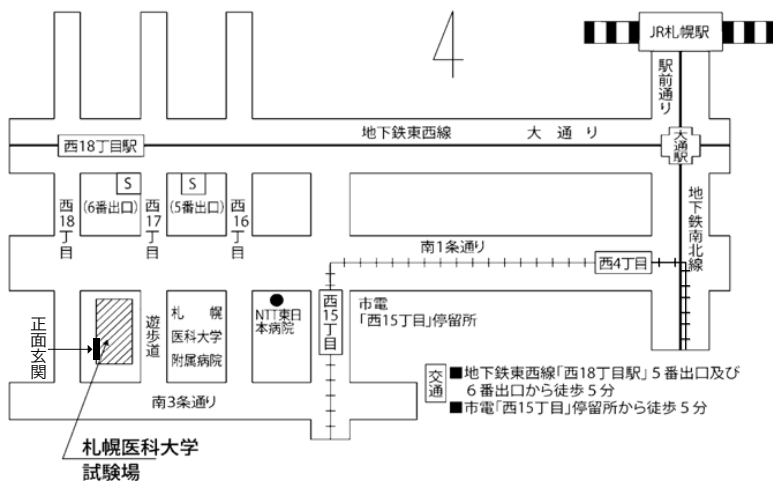 4
JR札幌駅
駅前通り
地下鉄東西線 大通り
西18丁目駅
大通駅
S
(6番出口)
S
(5番出口)
西18丁目
西17丁目
西16丁目
地下鉄南北線
南1条通り
西4丁目
正面玄関
遊歩道
札幌
医科大学
附属病院
NTT東日
本病院
西15丁目
市電
「西15丁目」停留所
交通
■地下鉄東西線「西18丁目駅」5番出口及び
6番出口から徒歩5分
■市電「西15丁目」停留所から徒歩5分
南3条通り
札幌医科大学
試験場